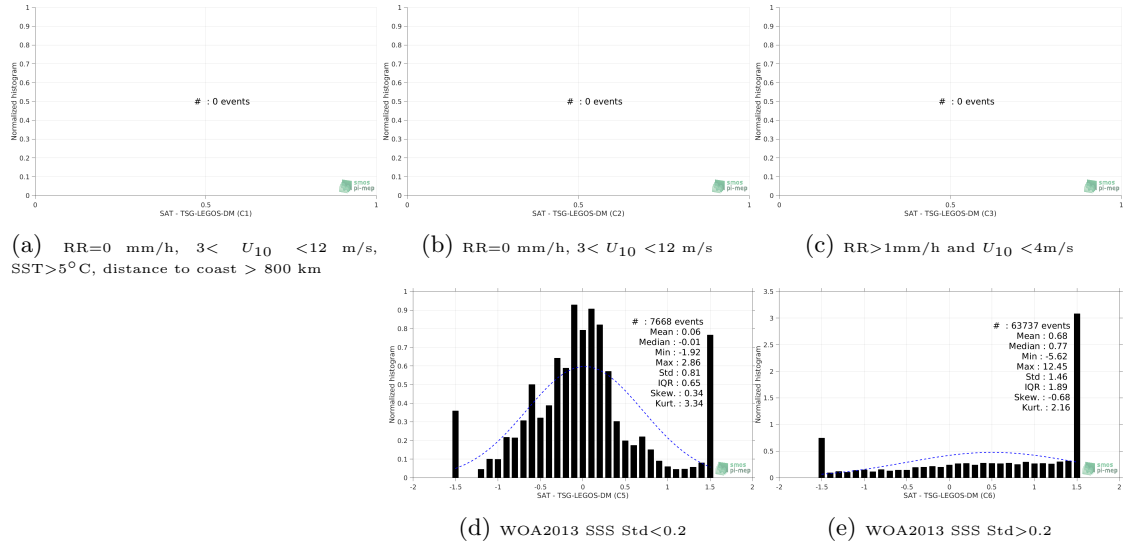 1
0.9
0.8
0.7
0.6
0.5
0.4
0.3
0.2
0.1
0
Normalized histogram
# : 0 events
smos
pi-mep
0 0.5 1
SAT - TSG-LEGOS-DM (C1)
(a) RR=0 mm/h, 3< U10 <12 m/s,
SST>5°C, distance to coast > 800 km
1
0.9
0.8
0.7
0.6
0.5
0.4
0.3
0.2
0.1
0
Normalized histogram
# : 0 events
smos
pi-mep
0 0.5 1
SAT - TSG-LEGOS-DM (C2)
(b) RR=0 mm/h, 3< U10 <12 m/s
1
0.9
0.8
0.7
0.6
0.5
0.4
0.3
0.2
0.1
0
Normalized histogram
# : 0 events
smos
pi-mep
0 0.5 1
SAT - TSG-LEGOS-DM (C3)
(c) RR>1mm/h and U10 <4m/s
1
0.9
0.8
0.7
0.6
0.5
0.4
0.3
0.2
0.1
0
Normalized histogram
# : 7668 events
Mean : 0.06
Median : -0.01
Min : -1.92
Max : 2.86
Std : 0.81
IQR : 0.65
Skew. : 0.34
Kurt. : 3.34
smos
pi-mep
-2 -1.5 -1 -0.5 0 0.5 1 1.5 2
SAT - TSG-LEGOS-DM (C5)
(d) WOA2013 SSS Std<0.2
3.5
3
2.5
2
1.5
1
0.5
0
Normalized histogram
# : 63737 events
Mean : 0.68
Median : 0.77
Min : -5.62
Max : 12.45
Std : 1.46
IQR : 1.89
Skew. : -0.68
Kurt. : 2.16
smos
pi-mep
-2 -1.5 -1 -0.5 0 0.5 1 1.5 2
SAT - TSG-LEGOS-DM (C6)
(e) WOA2013 SSS Std>0.2